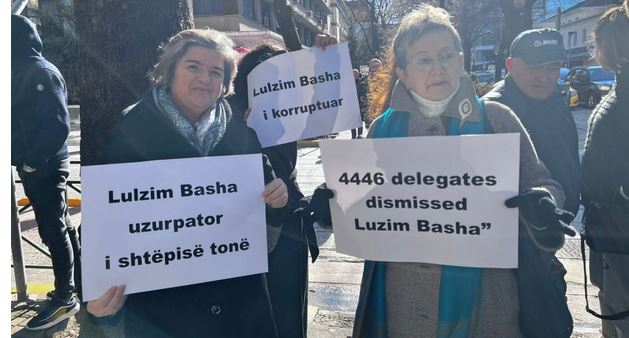 Lulzim Basha
i korruptuar
Lulzim Basha
uzurpator
i shtëpisë tonë
4446 delegates
dismissed
Luzim Basha”